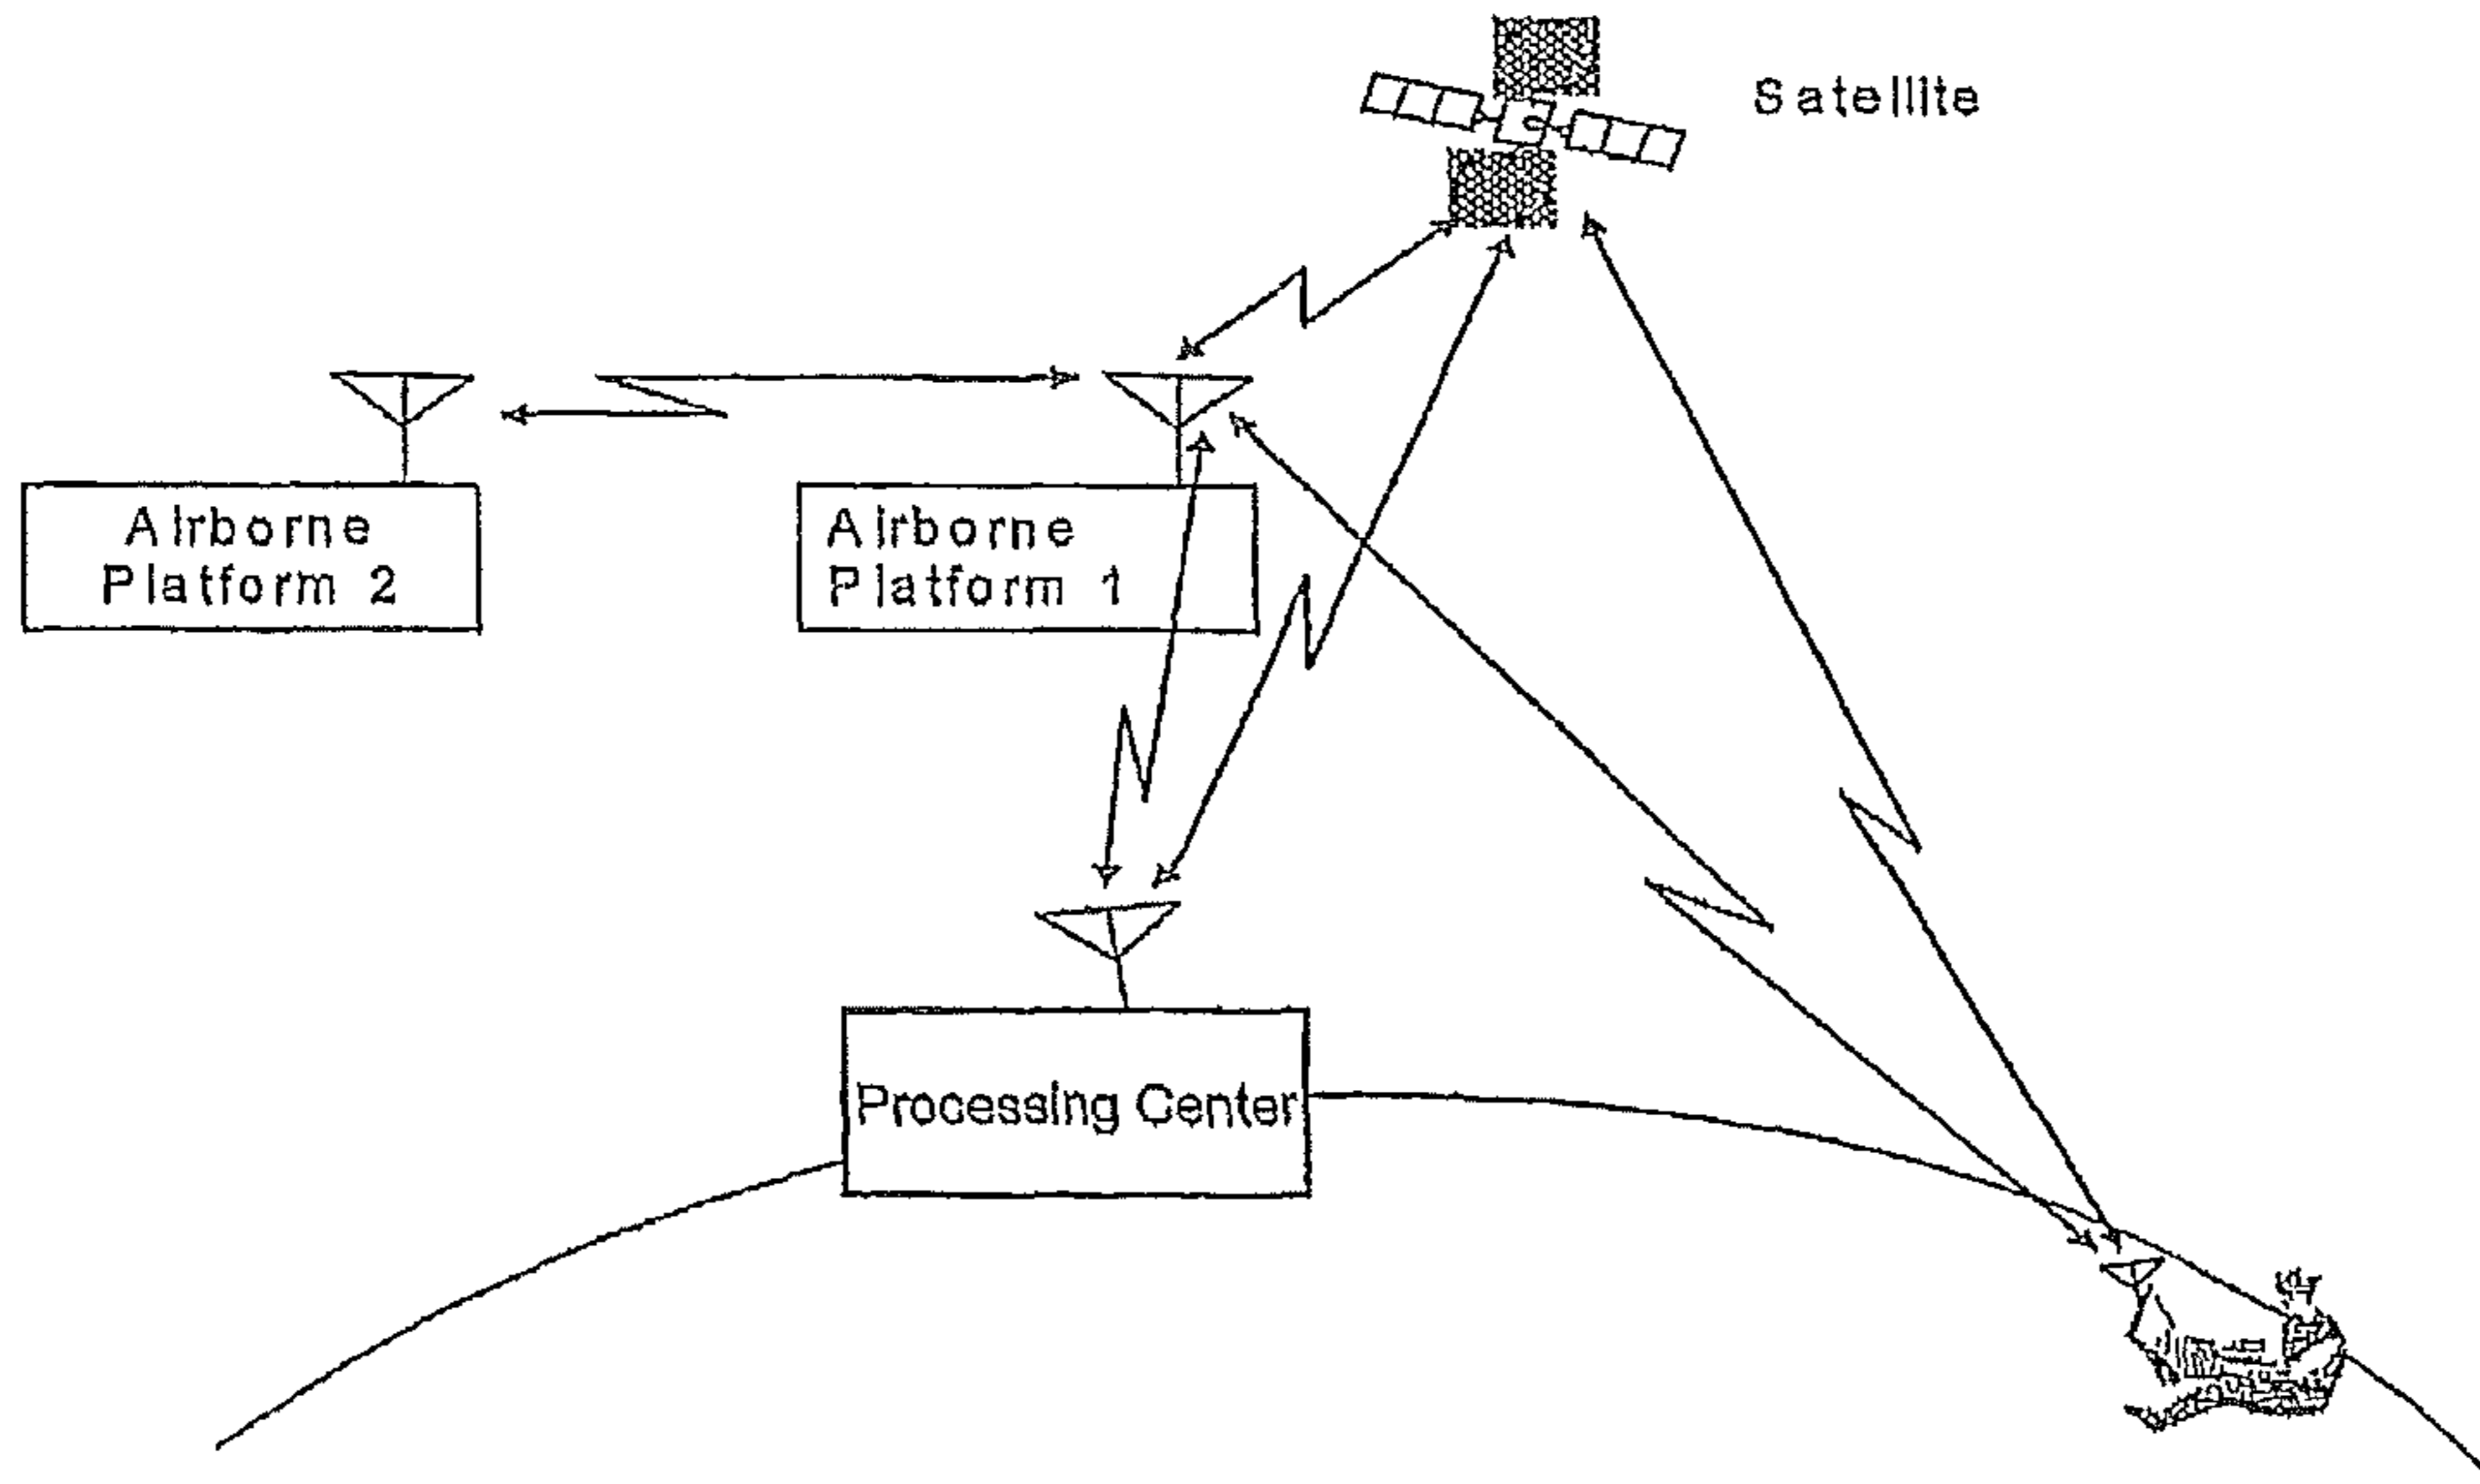 Satellite
Airborne
Platform 2
Airborne
Platform 1
Processing Center